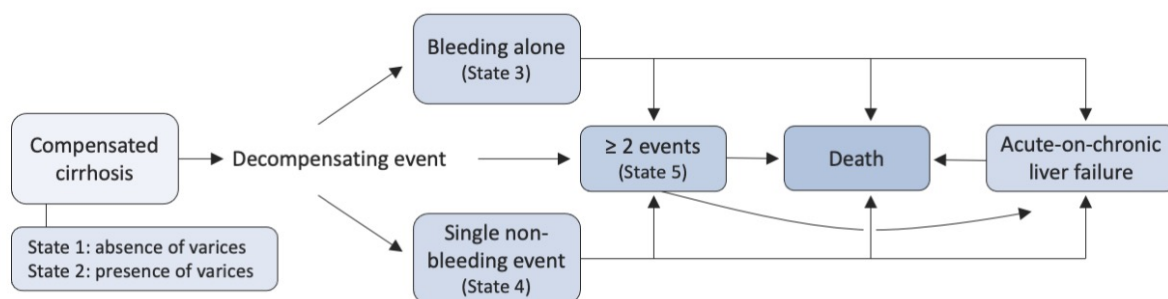 Compensated
cirrhosis
State 1: absence of varices
State 2: presence of varices
Decompensating event
Bleeding alone
(State 3)
≥ 2 events
(State 5)
Single non-
bleeding event
(State 4)
Death
Acute-on-chronic
liver failure